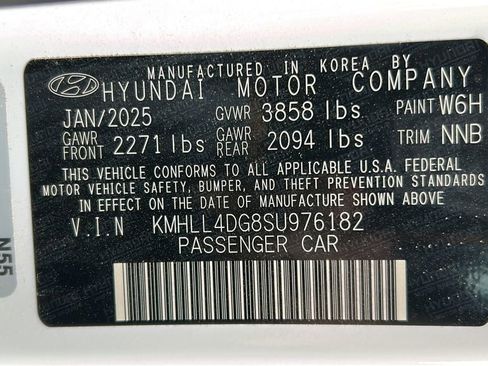 MANUFACTURED IN KOREA BY
HYUNDAI MOTOR COMPANY
JAN/2025 GVWR 3858 lbs PAINT W6H
GAWR FRONT 2271 lbs GAWR REAR 2094 lbs TRIM NNB
THIS VEHICLE CONFORMS TO ALL APPLICABLE U.S.A. FEDERAL
MOTOR VEHICLE SAFETY, BUMPER, AND THEFT PREVENTION STANDARDS
IN EFFECT ON THE DATE OF MANUFACTURE SHOWN ABOVE
V.I.N KMHLL4DG8SU976182
PASSENGER CAR
N55